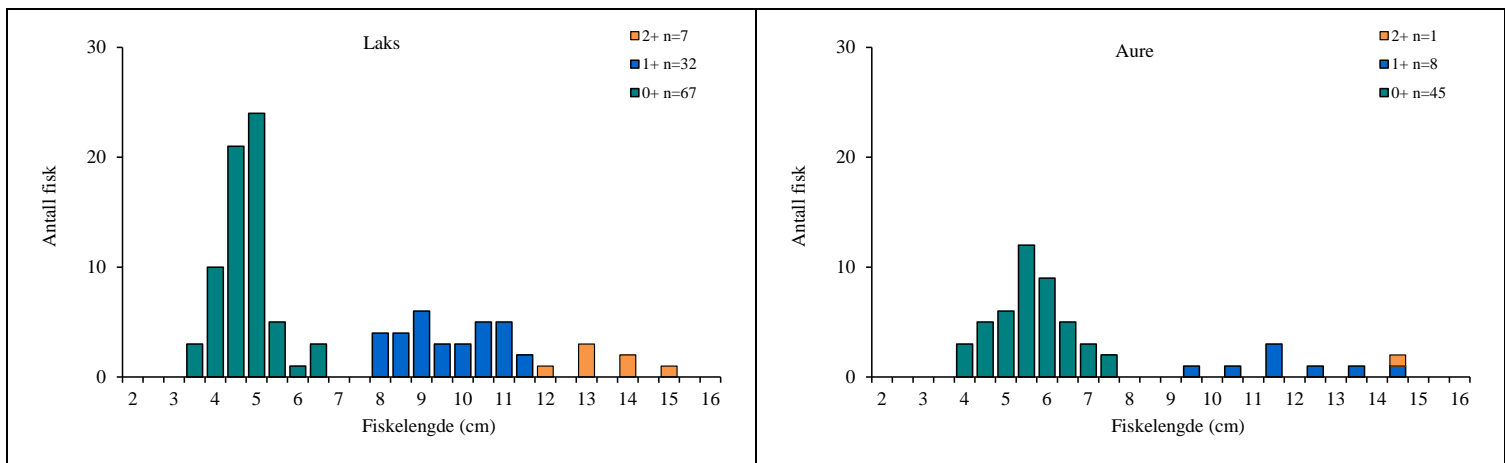 Laks
2+ n=7
1+ n=32
0+ n=67
30
20
10
0
Antall fisk
2 3 4 5 6 7 8 9 10 11 12 13 14 15 16
Fiskelengde (cm)
Aure
2+ n=1
1+ n=8
0+ n=45
30
20
10
0
Antall fisk
2 3 4 5 6 7 8 9 10 11 12 13 14 15 16
Fiskelengde (cm)